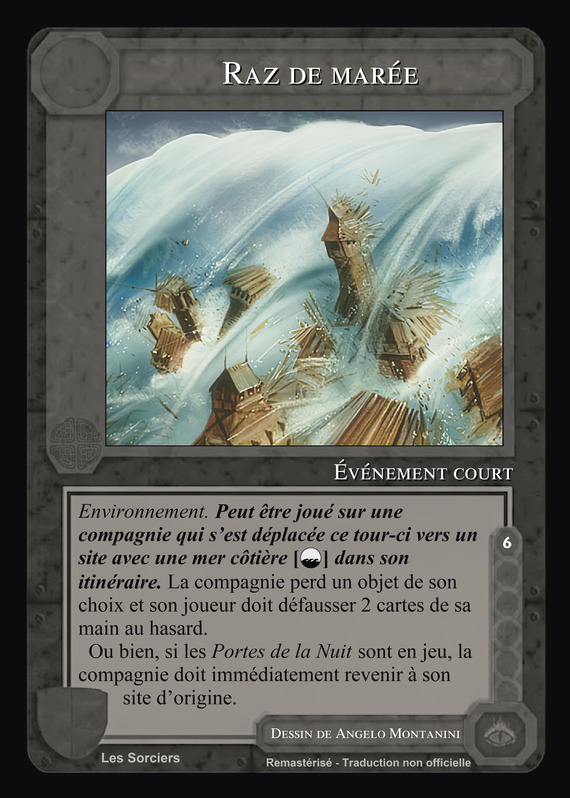 Raz de marée
Événement court
Environnement. Peut être joué sur une
compagnie qui s'est déplacée ce tour-ci vers un
site avec une mer côtière [ ] dans son
itinéraire. La compagnie perd un objet de son
choix et son joueur doit défausser 2 cartes de sa
main au hasard.
Ou bien, si les Portes de la Nuit sont en jeu, la
compagnie doit immédiatement revenir à son
site d'origine.
6
Dessin de Angelo Montanini
Les Sorciers
Remastérisé - Traduction non officielle